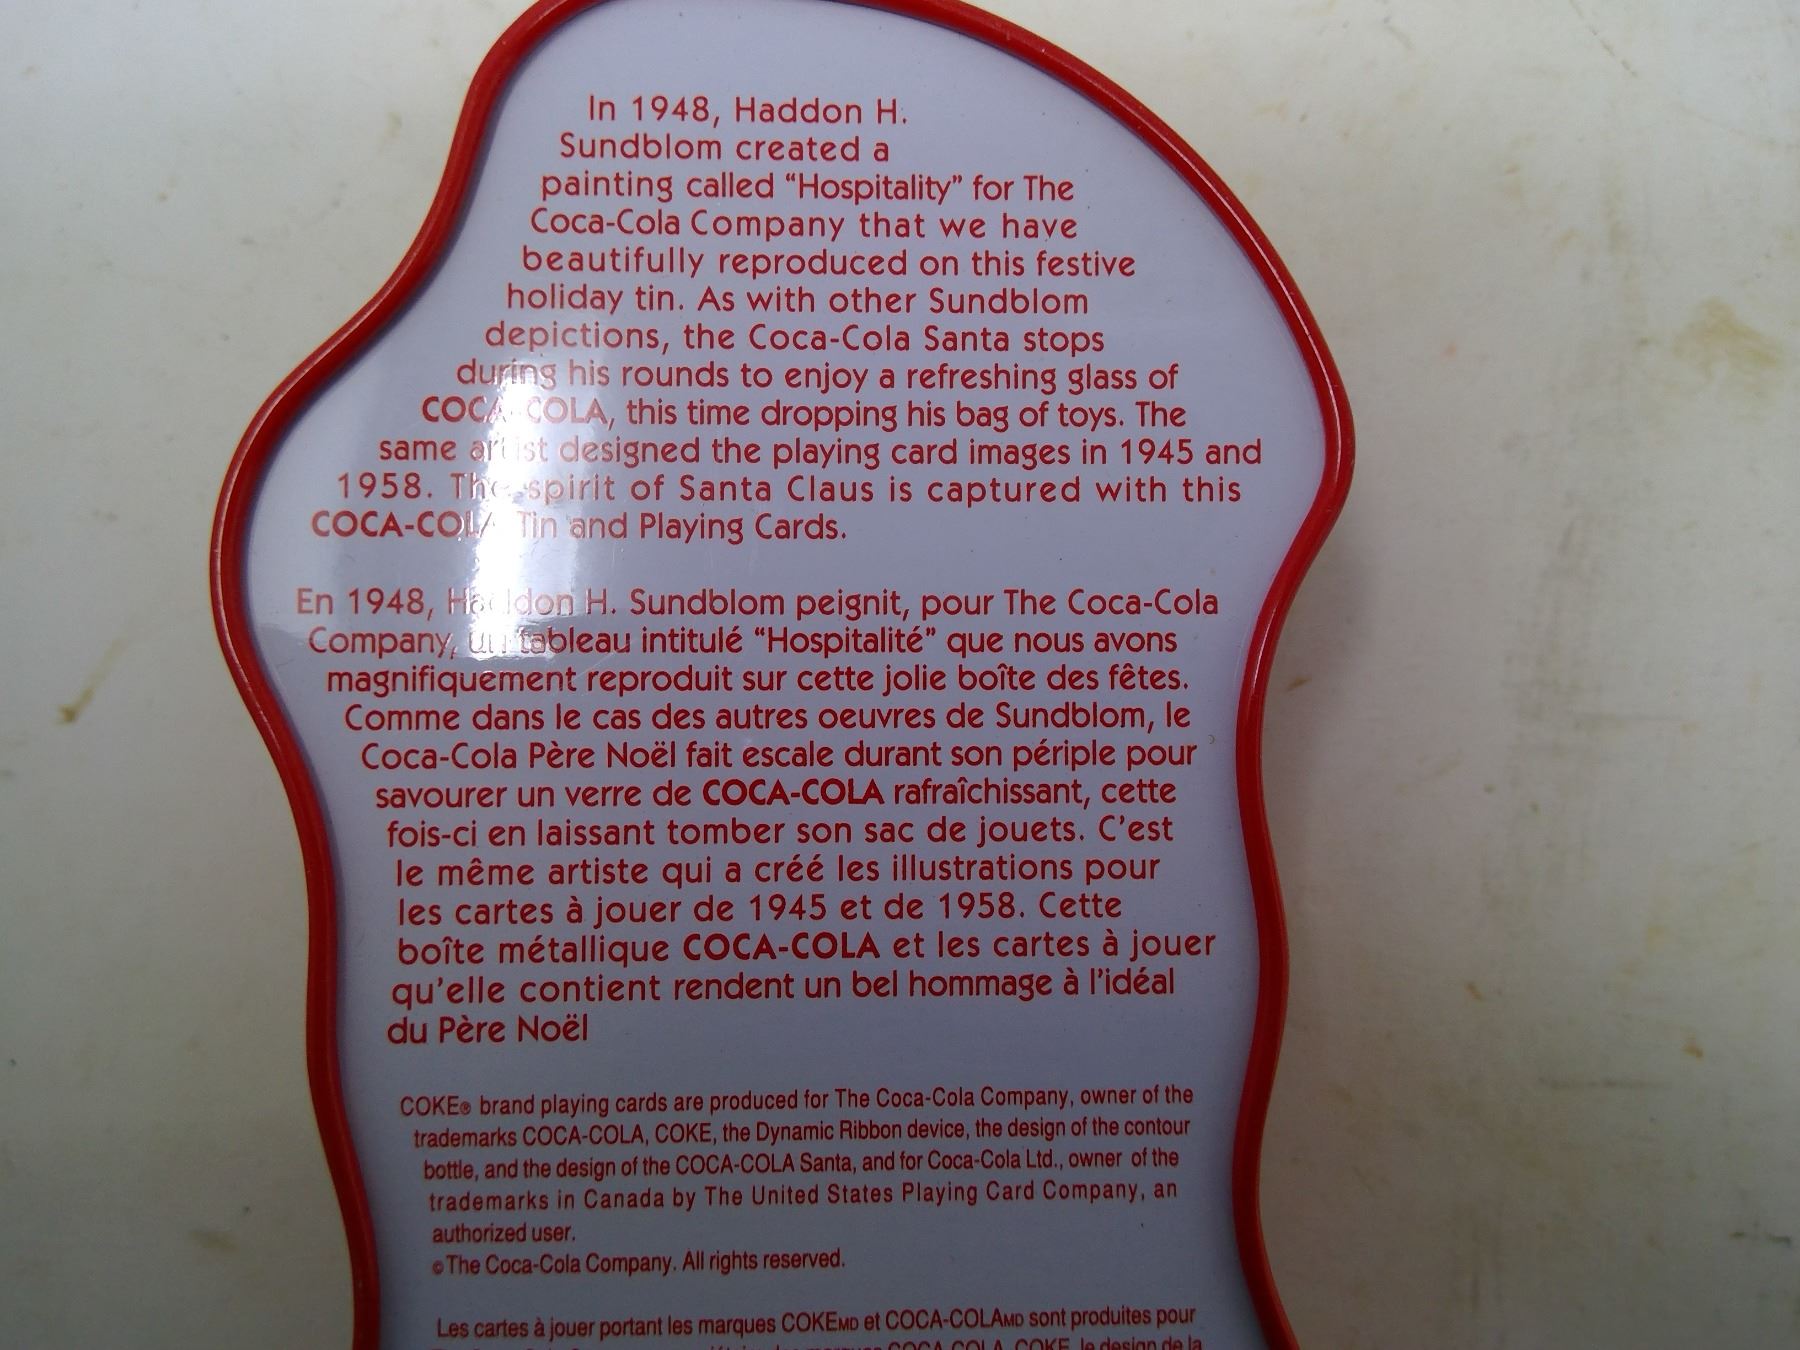 In 1948, Haddon H.
Sundblom created a
painting called “Hospitality” for The
Coca-Cola Company that we have
beautifully reproduced on this festive
holiday tin. As with other Sundblom
depictions, the Coca-Cola Santa stops
during his rounds to enjoy a refreshing glass of
COCA-COLA, this time dropping his bag of toys. The
same artist designed the playing card images in 1945 and
1958. The spirit of Santa Claus is captured with this
COCA-COLA Tin and Playing Cards.
En 1948, Haddon H. Sundblom peignit, pour The Coca-Cola
Company, un tableau intitulé “Hospitalité” que nous avons
magnifiquement reproduit sur cette jolie boîte des fêtes.
Comme dans le cas des autres oeuvres de Sundblom, le
Coca-Cola Père Noël fait escale durant son périple pour
savourer un verre de COCA-COLA rafraîchissant, cette
fois-ci en laissant tomber son sac de jouets. C’est
le même artiste qui a créé les illustrations pour
les cartes à jouer de 1945 et de 1958. Cette
boîte métallique COCA-COLA et les cartes à jouer
qu’elle contient rendent un bel hommage à l’idéal
du Père Noël
COKE® brand playing cards are produced for The Coca-Cola Company, owner of the
trademarks COCA-COLA, COKE, the Dynamic Ribbon device, the design of the contour
bottle, and the design of the COCA-COLA Santa, and for Coca-Cola Ltd., owner of the
trademarks in Canada by The United States Playing Card Company, an
authorized user.
© The Coca-Cola Company. All rights reserved.
Les cartes à jouer portant les marques COKEMD et COCA-COLAMD sont produites pour
COCA-COLA, COKE, le design de la